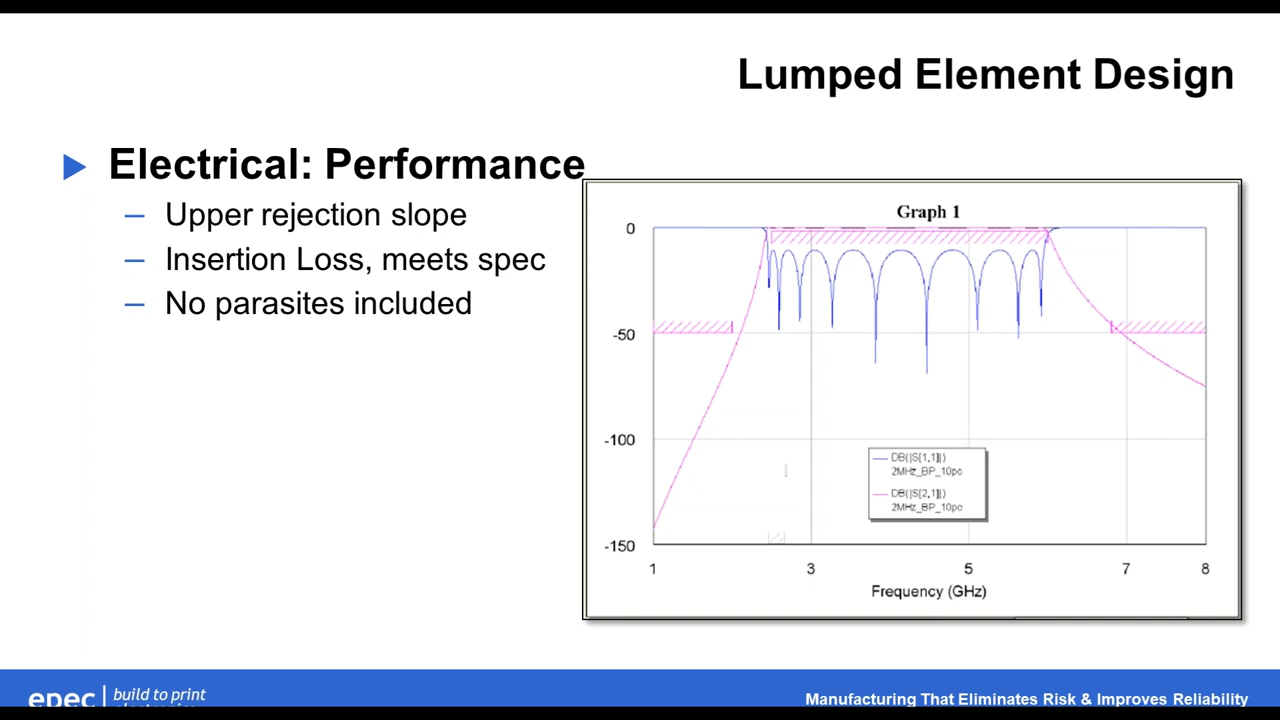 Lumped Element Design
Electrical: Performance
– Upper rejection slope
– Insertion Loss, meets spec
– No parasites included
Graph 1
0
-50
-100
-150
DB(|S(1,1)|)
2MHz_BP_10pc
DB(|S(2,1)|)
2MHz_BP_10pc
1 3 5 7 8
Frequency (GHz)
epec build to print
Manufacturing That Eliminates Risk & Improves Reliability